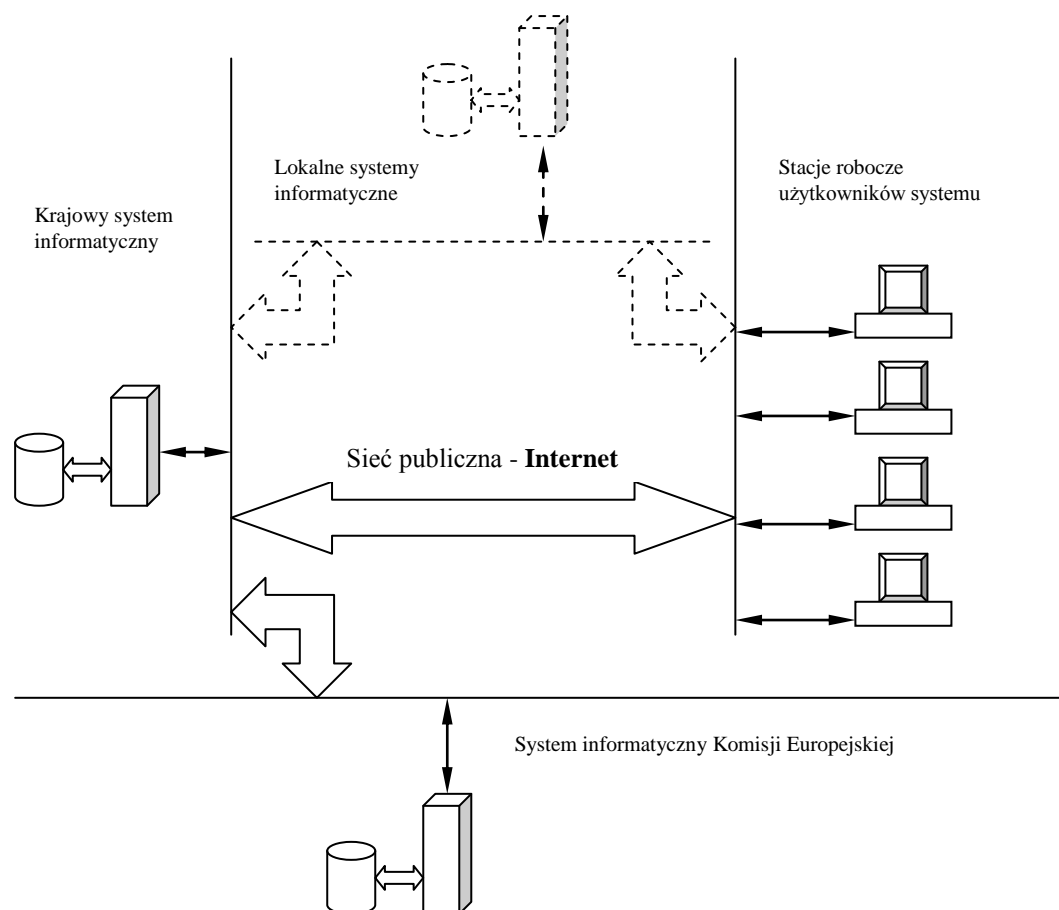 Lokalne systemy
informatyczne
Stacje robocze
użytkowników systemu
Krajowy system
informatyczny
Sieć publiczna - Internet
System informatyczny Komisji Europejskiej